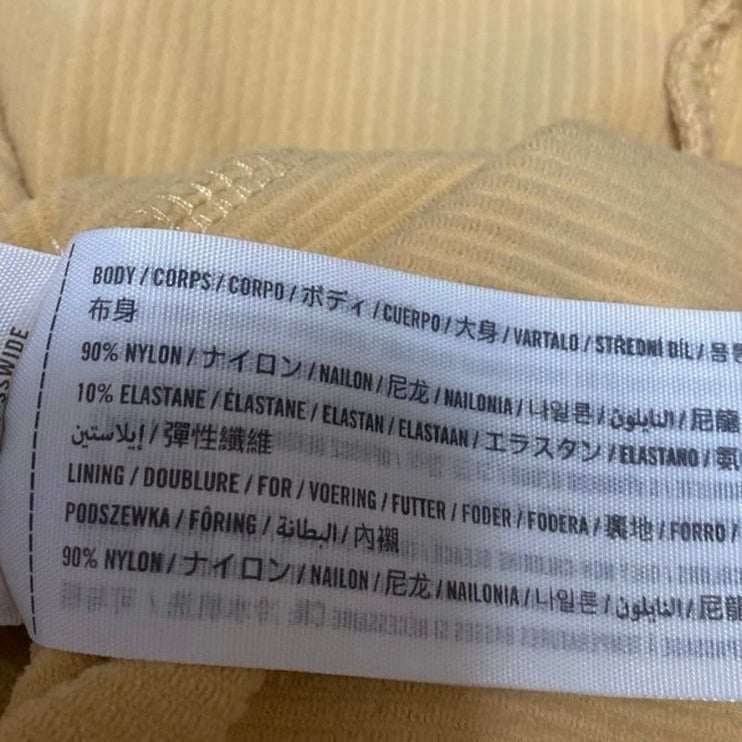 SSWIDE
BODY / CORPS / CORPO / ボディ / CUERPO / 大身 / VARTALO / STŘEDNÍ DÍL /
布身
90% NYLON / ナイロン / NAILON / 尼龙 / NAILONIA / 나일론 / النايلون / 尼龍
10% ELASTANE / ÉLASTANE / ELASTAN / ELASTAAN / エラスタン / ELASTANO / 氨
إيلاستين / 彈性纖維
LINING / DOUBLURE / FOR / VOERING / FUTTER / FODER / FODERA / 裏地 / FORRO /
PODSZEWKA / FÔRING / البطانة / 內襯
90% NYLON / ナイロン / NAILON / 尼龙 / NAILONIA / 나일론 / النايلون / 尼龍